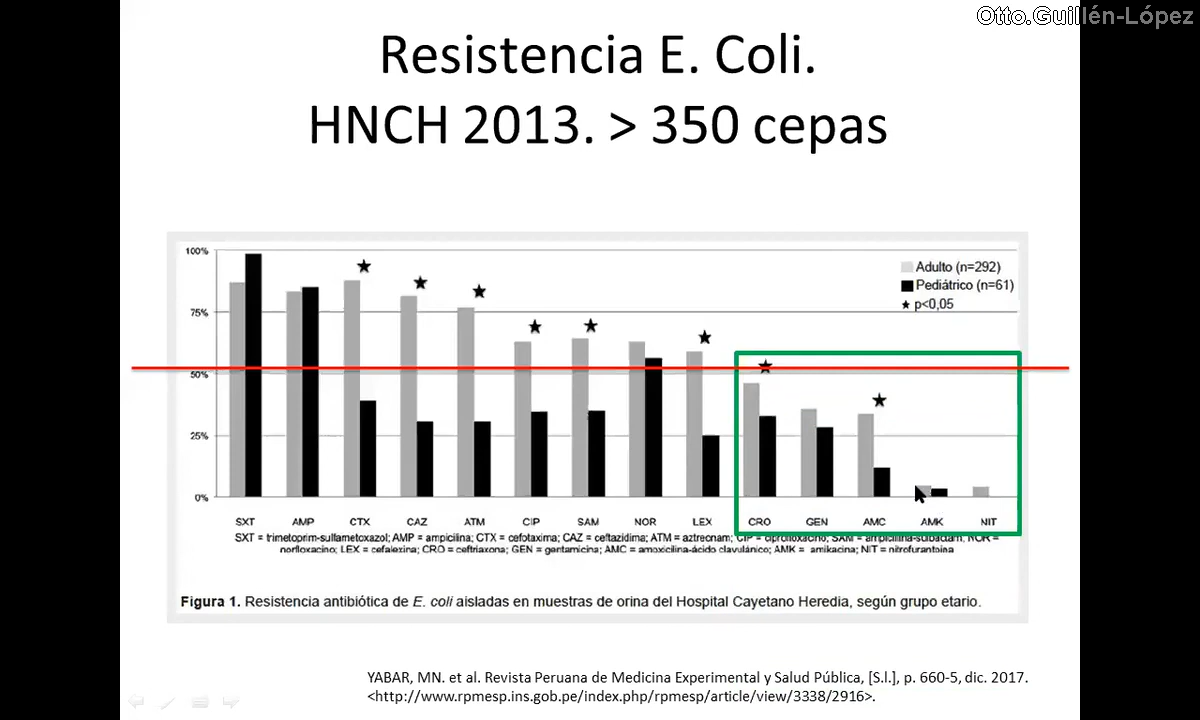 Otto.Guillén-López
Resistencia E. Coli.
HNCH 2013. > 350 cepas
100%
75%
50%
25%
0%
Adulto (n=292)
Pediátrico (n=61)
★ p<0,05
SXT AMP CTX CAZ ATM CIP SAM NOR LEX CRO GEN AMC AMK NIT
SXT = trimetoprim-sulfametoxazol; AMP = ampicilina; CTX = cefotaxima; CAZ = ceftazidima; ATM = aztreonam; CIP = ciprofloxacino; SAM = ampicilina-sulbactam; NOR =
norfloxacino; LEX = cefalexina; CRO = ceftriaxona; GEN = gentamicina; AMC = amoxicilina-ácido clavulánico; AMK = amikacina; NIT = nitrofurantoina
Figura 1. Resistencia antibiótica de E. coli aisladas en muestras de orina del Hospital Cayetano Heredia, según grupo etario.
YABAR, MN. et al. Revista Peruana de Medicina Experimental y Salud Pública, [S.l.], p. 660-5, dic. 2017.
<http://www.rpmesp.ins.gob.pe/index.php/rpmesp/article/view/3338/2916>.